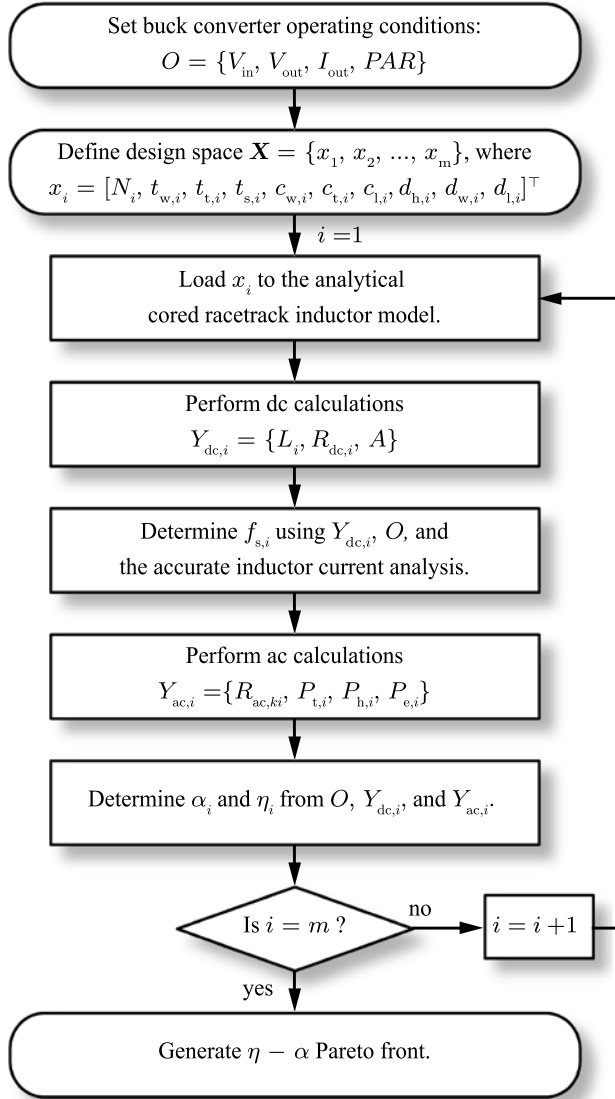 Set buck converter operating conditions:
O = {V_in, V_out, I_out, PAR}
Define design space X = {x_1, x_2, ..., x_m}, where
x_i = [N_i, t_w,i, t_t,i, t_s,i, c_w,i, c_t,i, c_l,i, d_h,i, d_w,i, d_l,i]^⊤
i =1
Load x_i to the analytical
cored racetrack inductor model.
Perform dc calculations
Y_dc,i = {L_i, R_dc,i, A}
Determine f_s,i using Y_dc,i, O, and
the accurate inductor current analysis.
Perform ac calculations
Y_ac,i ={R_ac,ki, P_t,i, P_h,i, P_e,i}
Determine α_i and η_i from O, Y_dc,i, and Y_ac,i.
Is i = m ?
no
i = i +1
yes
Generate η − α Pareto front.